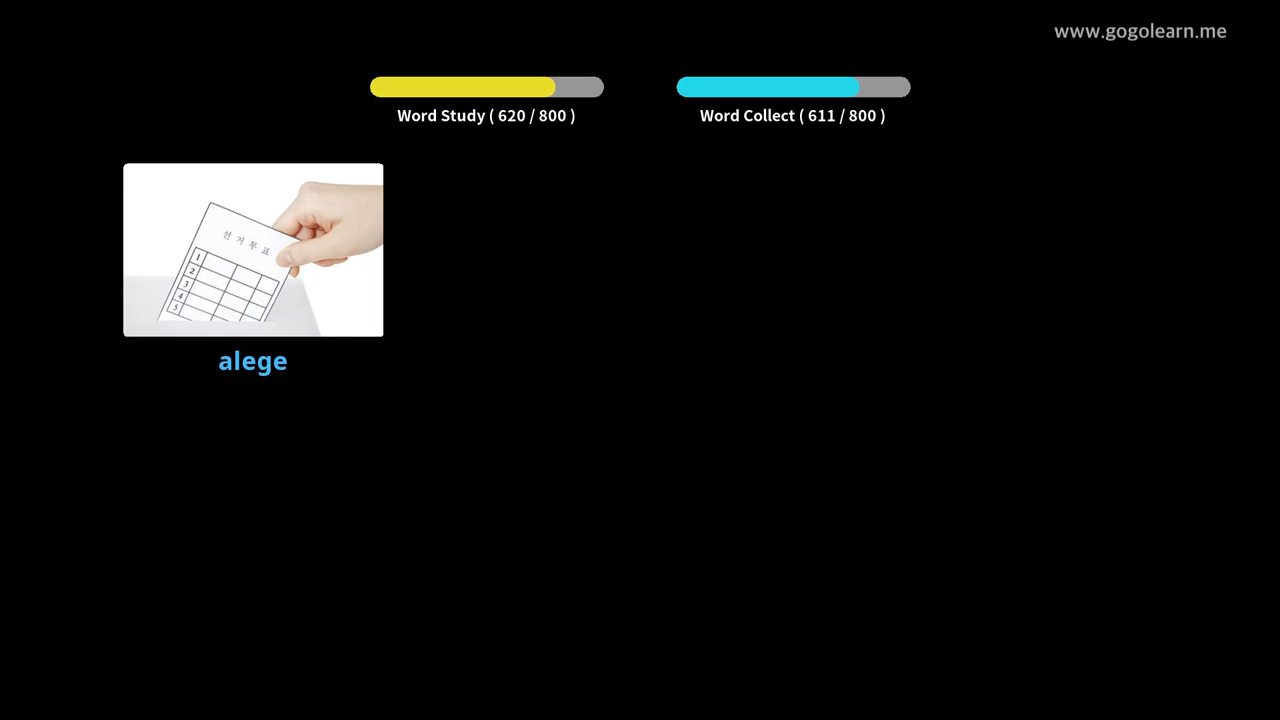 www.gogolearn.me
Word Study ( 620 / 800 )
Word Collect ( 611 / 800 )
선 거 투 표
1
2
3
4
5
alege